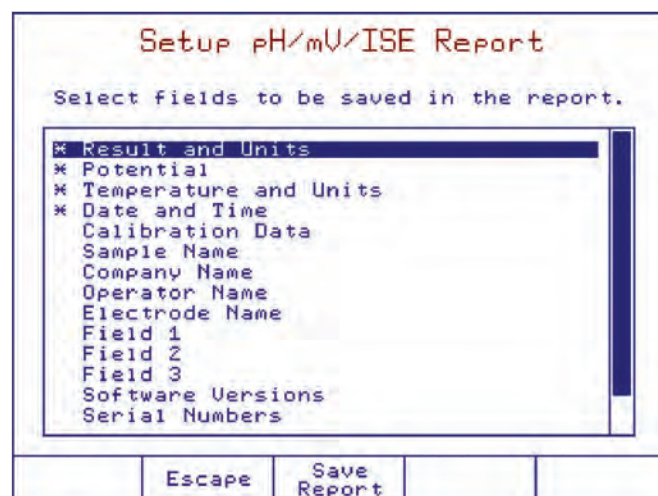 Setup pH/mV/ISE Report
Select fields to be saved in the report.
* Result and Units
* Potential
* Temperature and Units
* Date and Time
Calibration Data
Sample Name
Company Name
Operator Name
Electrode Name
Field 1
Field 2
Field 3
Software Versions
Serial Numbers
Escape
Save
Report